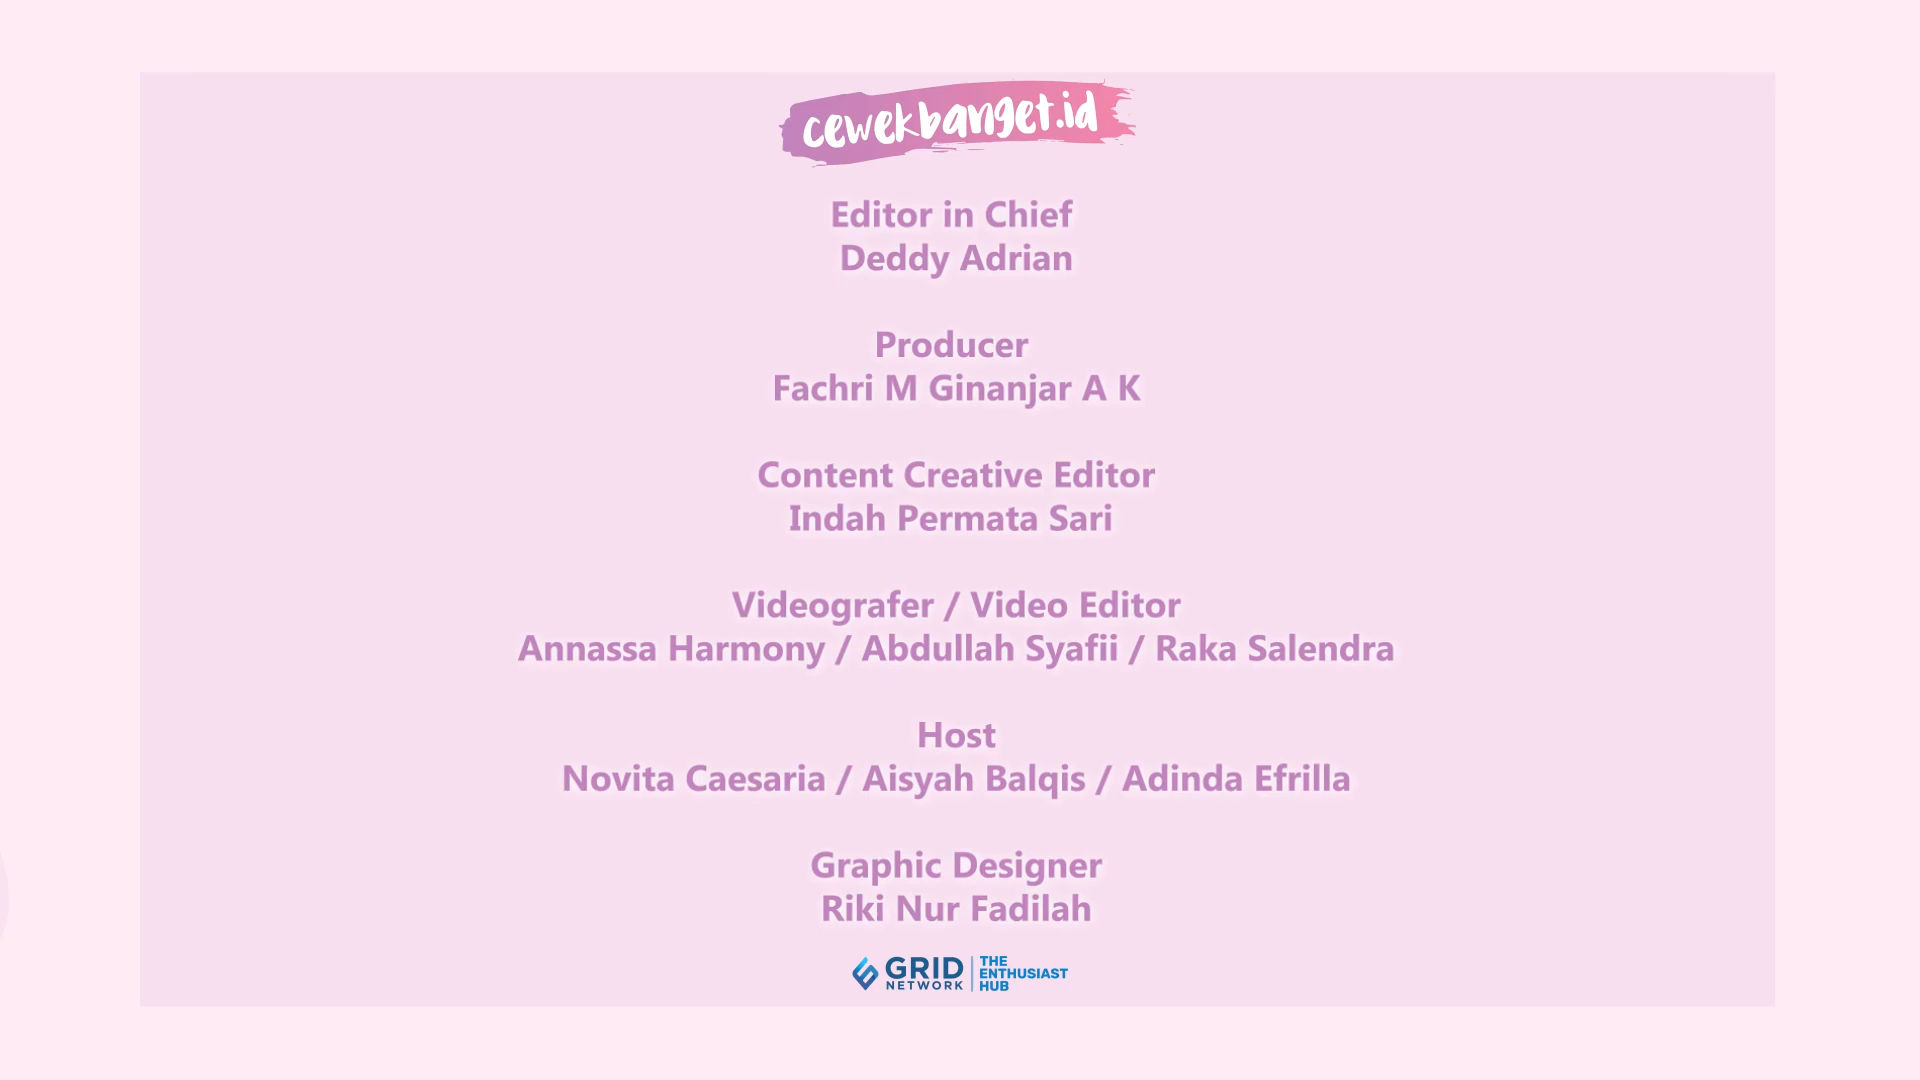 cewekbanget.id
Editor in Chief
Deddy Adrian
Producer
Fachri M Ginanjar A K
Content Creative Editor
Indah Permata Sari
Videografer / Video Editor
Annassa Harmony / Abdullah Syafii / Raka Salendra
Host
Novita Caesaria / Aisyah Balqis / Adinda Efrilla
Graphic Designer
Riki Nur Fadilah
GRID
NETWORK
THE
ENTHUSIAST
HUB